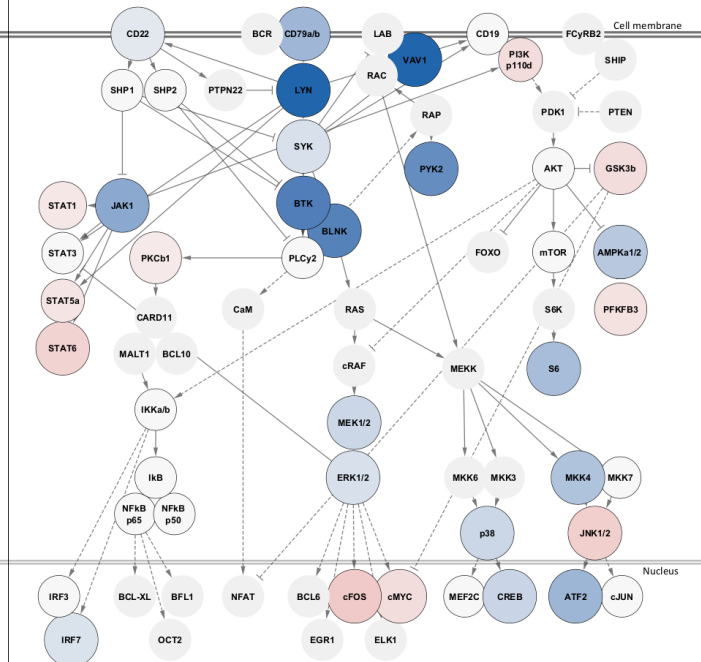 Cell membrane
CD22
BCR
CD79a/b
LAB
CD19
FCyRB2
VAV1
PI3K
p110d
SHIP
RAC
SHP1
SHP2
PTPN22
LYN
RAP
PDK1
PTEN
SYK
PYK2
AKT
GSK3b
STAT1
JAK1
BTK
BLNK
STAT3
PKCb1
PLCy2
FOXO
mTOR
AMPKa1/2
STAT5a
CARD11
CaM
RAS
S6K
PFKFB3
STAT6
MALT1
BCL10
cRAF
MEKK
S6
IKKa/b
MEK1/2
IkB
ERK1/2
MKK6
MKK3
MKK4
MKK7
NFkB
p65
NFkB
p50
p38
JNK1/2
Nucleus
IRF3
BCL-XL
BFL1
NFAT
BCL6
cFOS
cMYC
MEF2C
CREB
ATF2
cJUN
IRF7
OCT2
EGR1
ELK1